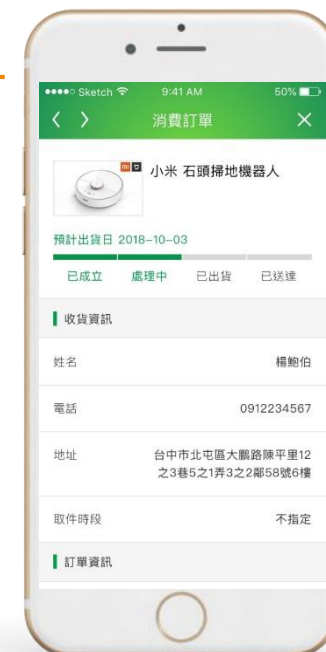 Sketch 9:41 AM 50%
消費訂單
小米 石頭掃地機器人
預計出貨日 2018-10-03
已成立 處理中 已出貨 已送達
收貨資訊
姓名 楊鮑伯
電話 0912234567
地址 台中市北屯區大鵬路陳平里12
之3巷5之1弄3之2鄰58號6樓
取件時段 不指定
訂單資訊